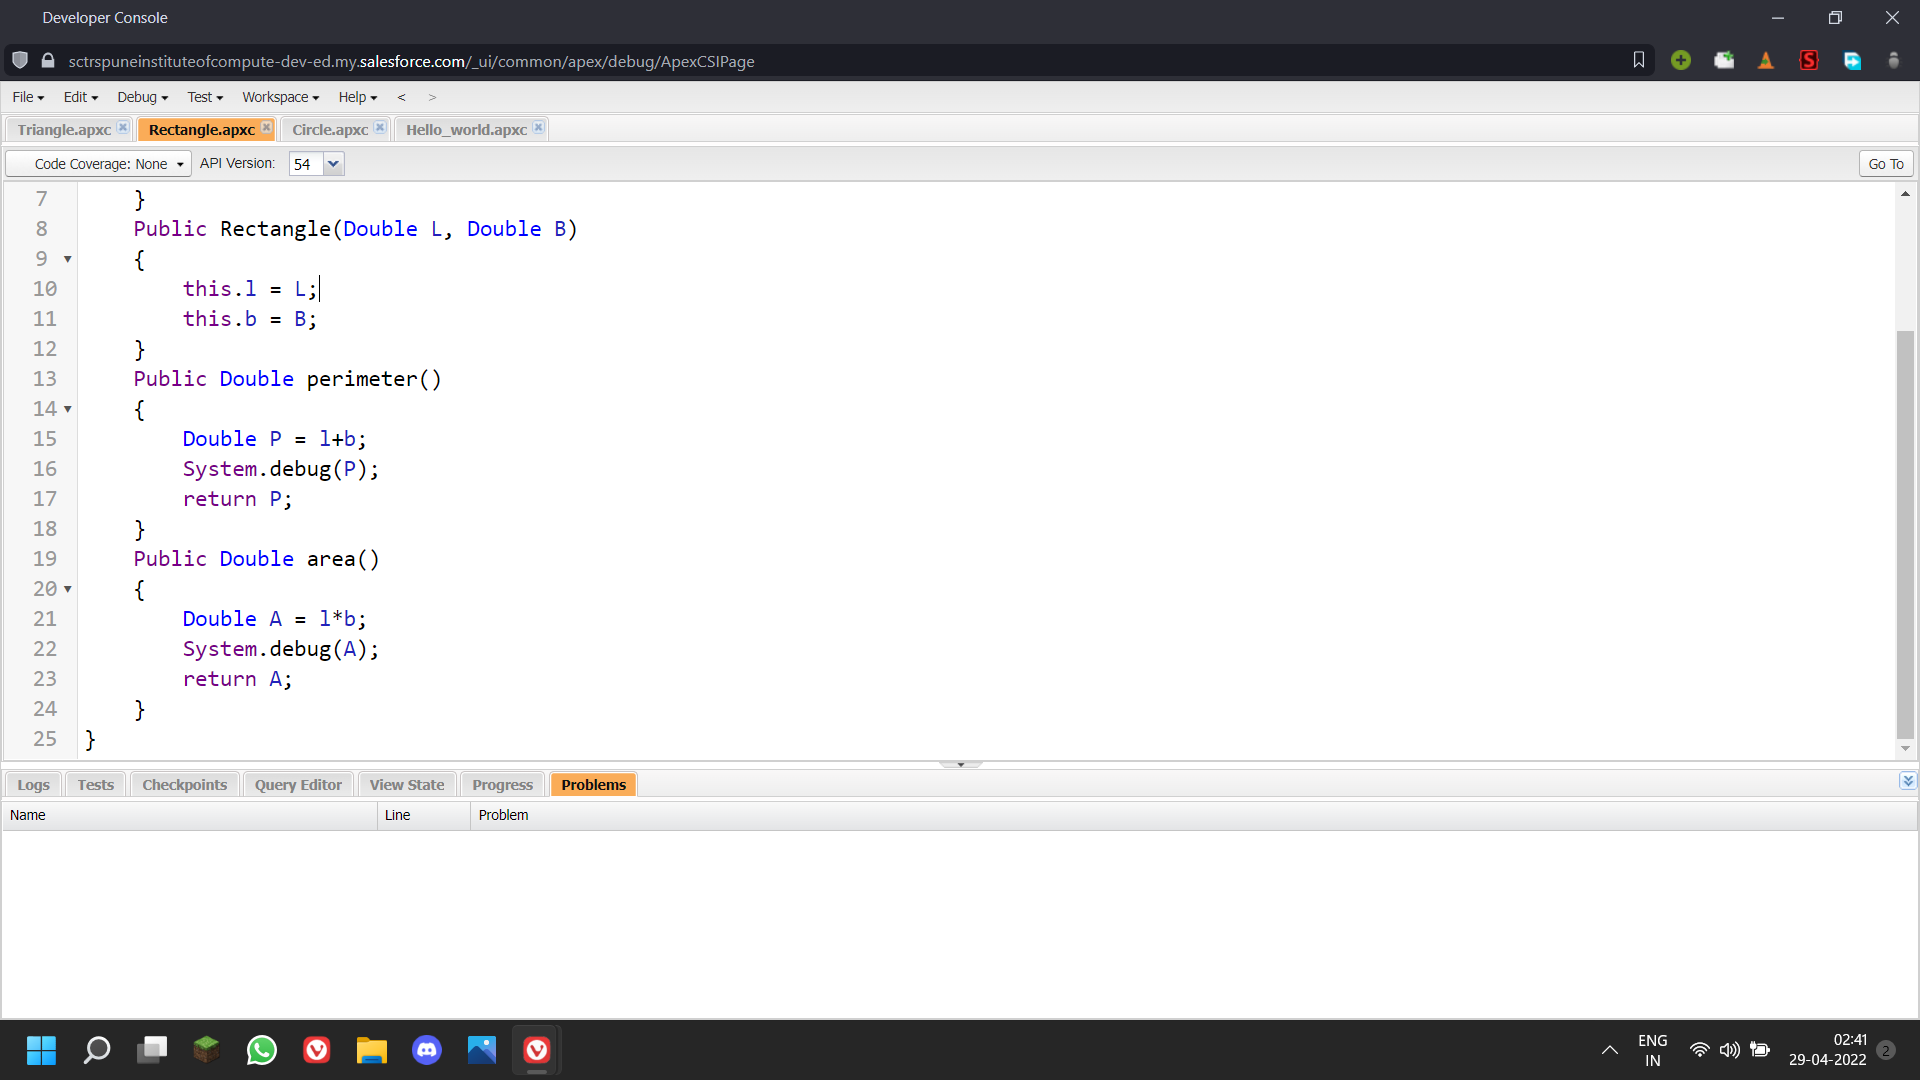 Developer Console
sctrspuneinstituteofcompute-dev-ed.my.salesforce.com/_ui/common/apex/debug/ApexCSIPage
File Edit Debug Test Workspace Help < >
Triangle.apxc Rectangle.apxc Circle.apxc Hello_world.apxc
Code Coverage: None API Version: 54 Go To
7 }
8 Public Rectangle(Double L, Double B)
9 {
10 this.l = L;
11 this.b = B;
12 }
13 Public Double perimeter()
14 {
15 Double P = l+b;
16 System.debug(P);
17 return P;
18 }
19 Public Double area()
20 {
21 Double A = l*b;
22 System.debug(A);
23 return A;
24 }
25 }
Logs Tests Checkpoints Query Editor View State Progress Problems
Name Line Problem
ENG
IN
02:41
29-04-2022
2